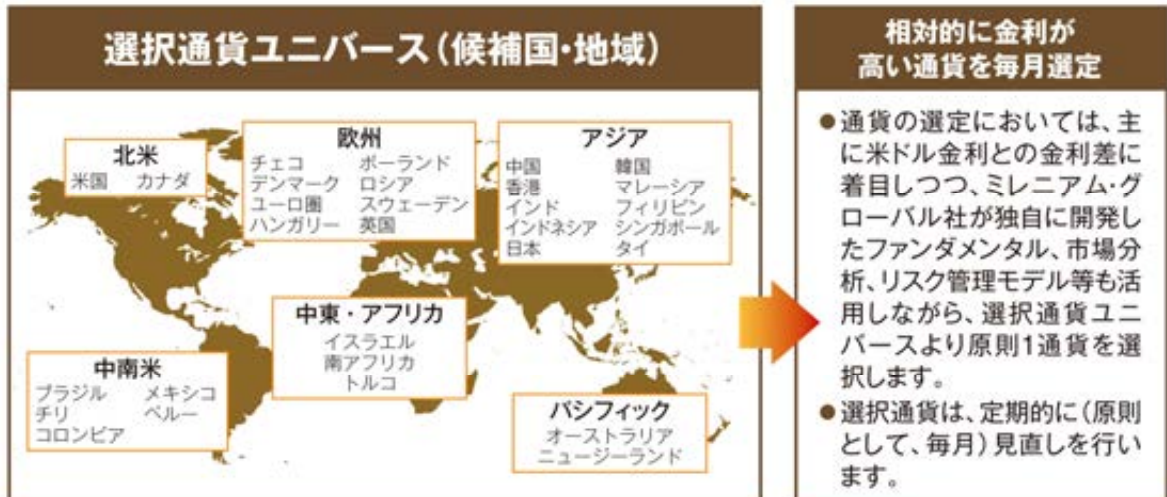 選択通貨ユニバース(候補国・地域)
北米
米国 カナダ
欧州
チェコ ポーランド
デンマーク ロシア
ユーロ圏 スウェーデン
ハンガリー 英国
アジア
中国 韓国
香港 マレーシア
インド フィリピン
インドネシア シンガポール
日本 タイ
中東・アフリカ
イスラエル
南アフリカ
トルコ
中南米
ブラジル メキシコ
チリ ペルー
コロンビア
パシフィック
オーストラリア
ニュージーランド
相対的に金利が
高い通貨を毎月選定
●通貨の選定においては、主
に米ドル金利との金利差に
着目しつつ、ミレニアム・グ
ローバル社が独自に開発し
たファンダメンタル、市場分
析、リスク管理モデル等も活
用しながら、選択通貨ユニ
バースより原則1通貨を選
択します。
●選択通貨は、定期的に(原則
として、毎月)見直しを行い
ます。